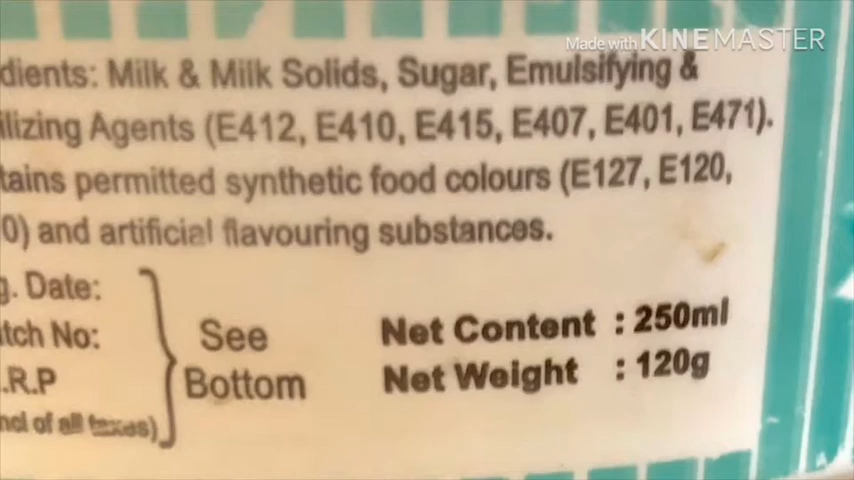 Made with KINEMASTER
dients: Milk & Milk Solids, Sugar, Emulsifying &
ilizing Agents (E412, E410, E415, E407, E401, E471).
tains permitted synthetic food colours (E127, E120,
0) and artificial flavouring substances.
g. Date:
atch No:
.R.P
ncl of all taxes)
See
Bottom
Net Content : 250ml
Net Weight : 120g